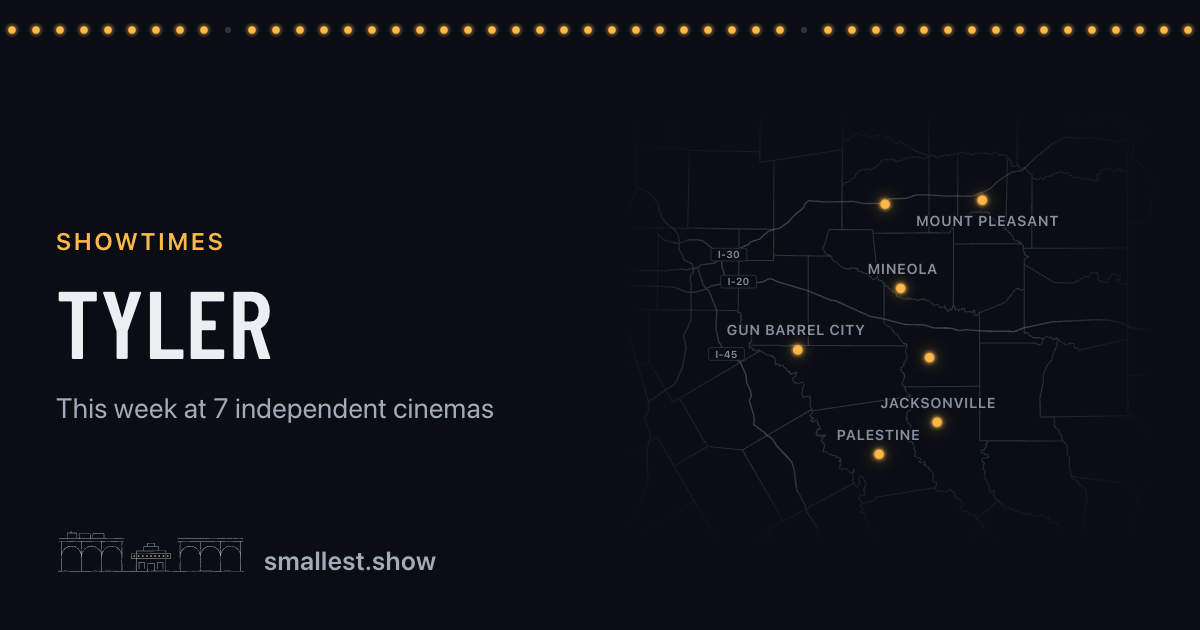 SHOWTIMES
TYLER
This week at 7 independent cinemas
smallest.show
MOUNT PLEASANT
I-30
MINEOLA
I-20
GUN BARREL CITY
I-45
JACKSONVILLE
PALESTINE